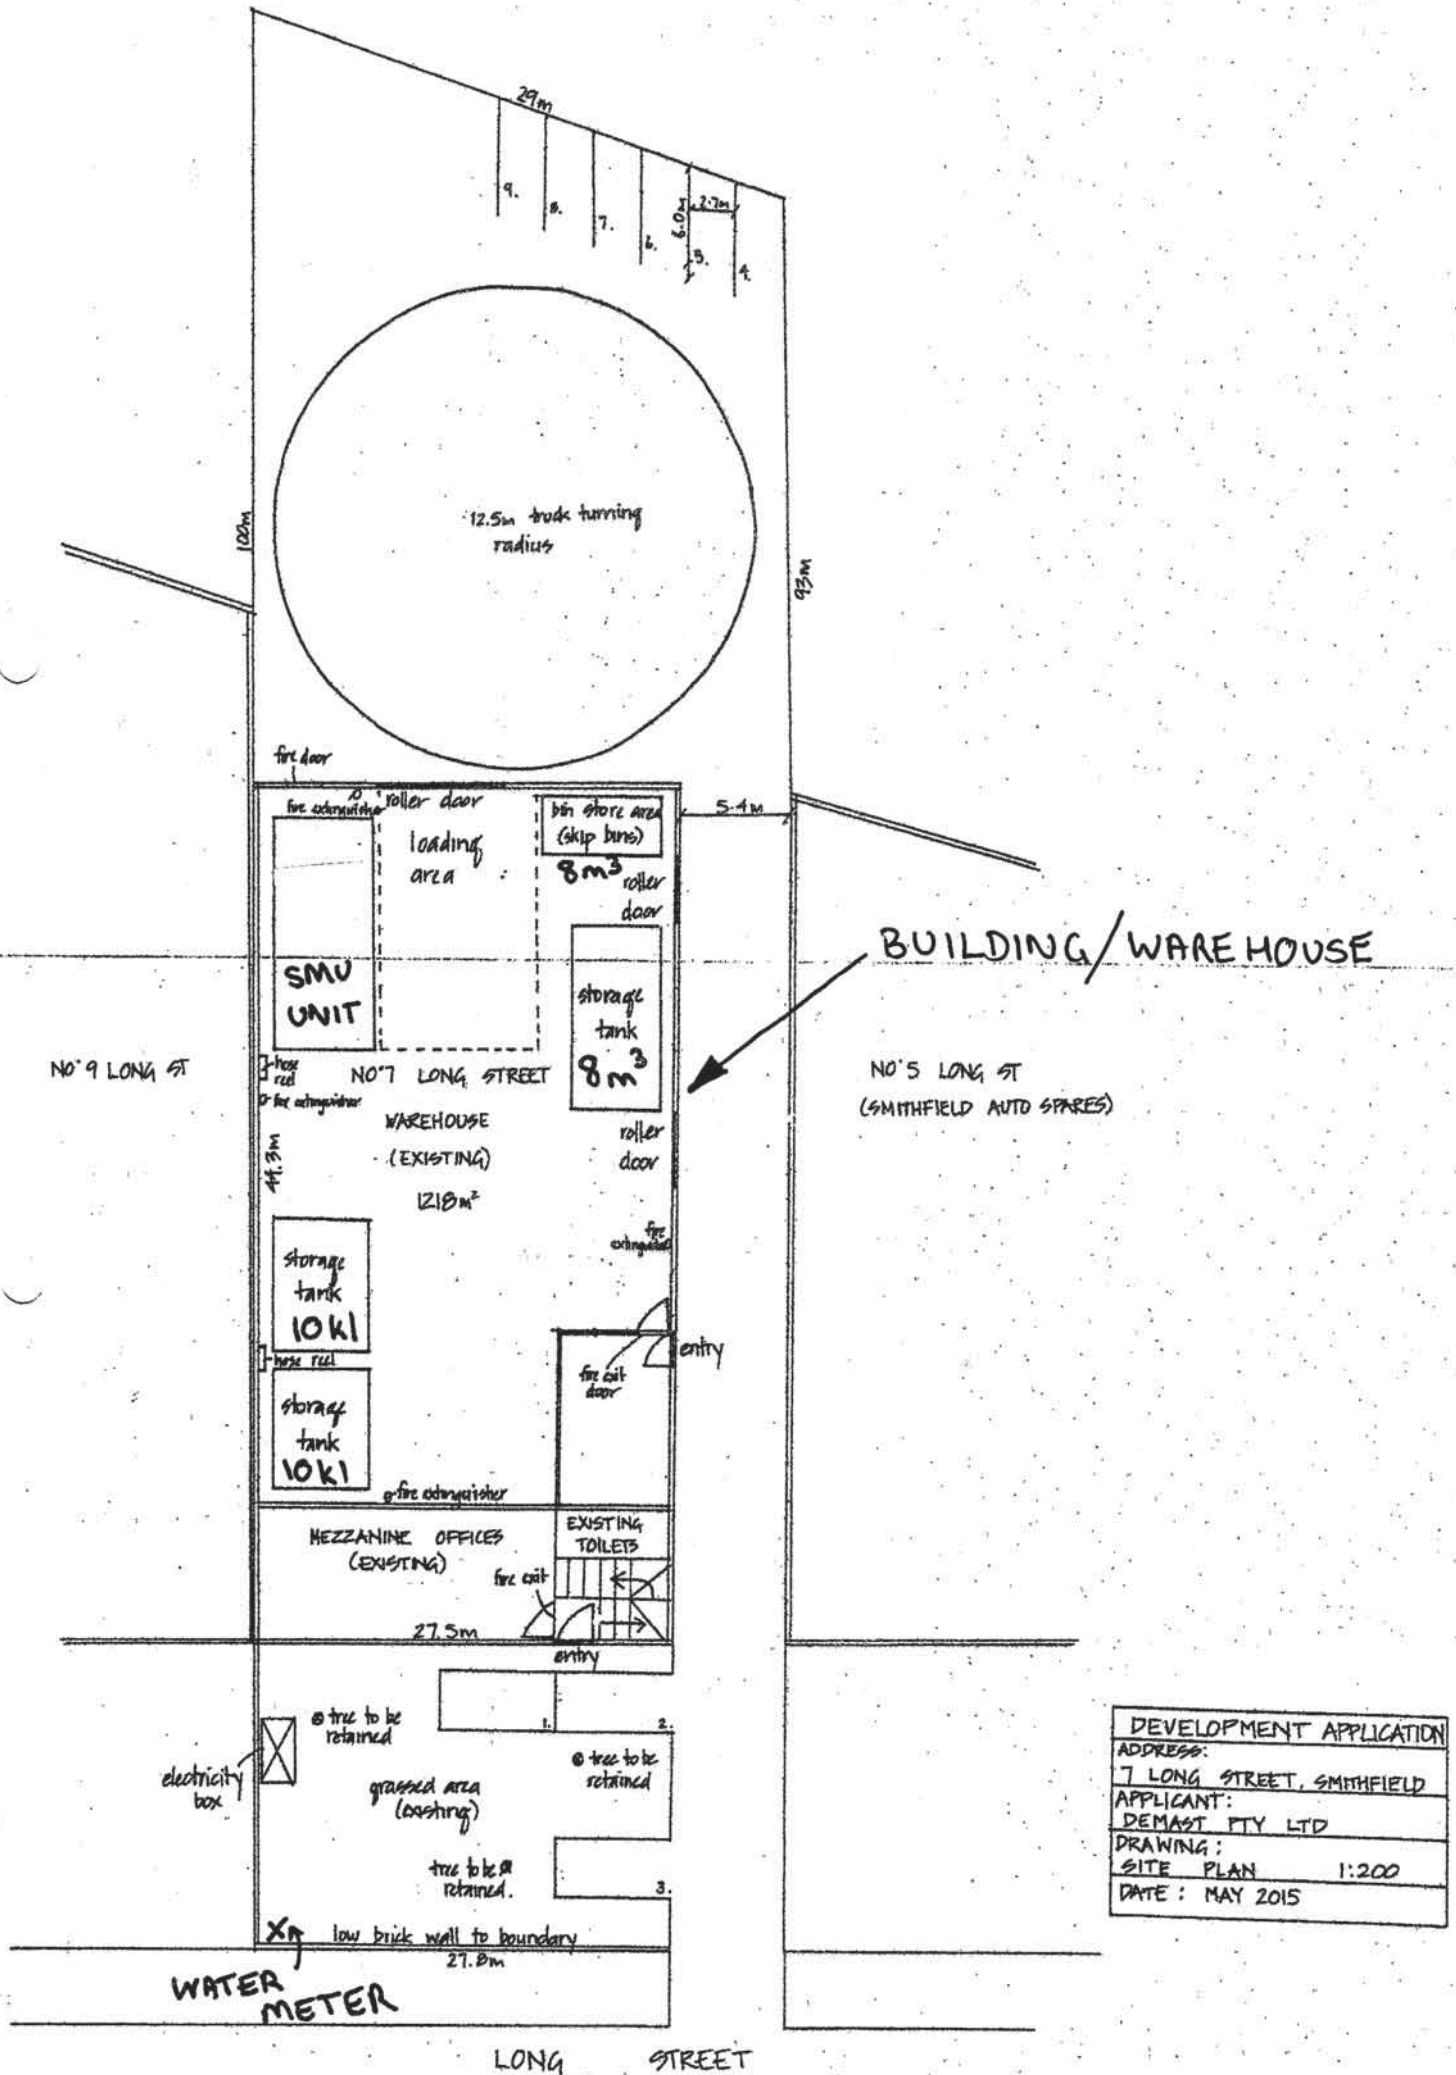 29m
9.
8.
7.
6.
6.0m
2.7m
5.
4.
12.5m truck turning
radius
100m
93m
fire door
fire extinguisher
roller door
loading
area
bin store area
(skip bins)
8m³
roller
door
5.4m
BUILDING/WAREHOUSE
SMU
UNIT
storage
tank
8m³
NO'9 LONG ST
hose
reel
fire extinguisher
NO'7 LONG STREET
WAREHOUSE
(EXISTING)
1218m²
NO'5 LONG ST
(SMITHFIELD AUTO SPARES)
roller
door
44.3m
fire
extinguisher
storage
tank
10kl
hose reel
entry
fire exit
door
storage
tank
10kl
fire extinguisher
MEZZANINE OFFICES
(EXISTING)
EXISTING
TOILETS
fire exit
27.5m
entry
1.
2.
tree to be
retained
tree to be
retained
electricity
box
grassed area
(existing)
tree to be
retained.
3.
X
low brick wall to boundary
27.8m
WATER
METER
LONG STREET
DEVELOPMENT APPLICATION
ADDRESS:
7 LONG STREET, SMITHFIELD
APPLICANT:
DEMAST PTY LTD
DRAWING:
SITE PLAN 1:200
DATE: MAY 2015